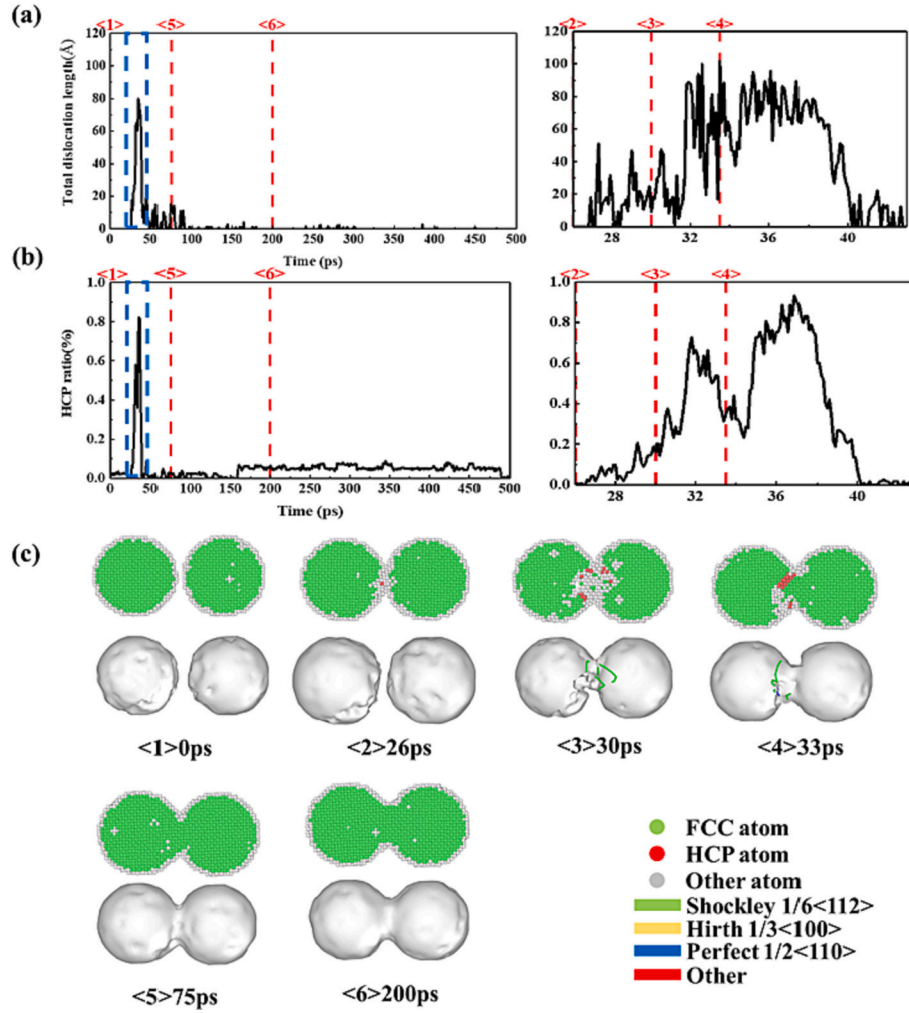 (a)
<1> <5> <6> <2> <3> <4>
Total dislocation length(Å)
120 120
100 100
80 80
60 60
40 40
20 20
0 0
0 50 100 150 200 250 300 350 400 450 500 28 32 36 40
Time (ps)
(b)
<1> <5> <6> <2> <3> <4>
HCP ratio(%)
1.0 1.0
0.8 0.8
0.6 0.6
0.4 0.4
0.2 0.2
0.0 0.0
0 50 100 150 200 250 300 350 400 450 500 28 32 36 40
Time (ps)
(c)
<1>0ps <2>26ps <3>30ps <4>33ps
<5>75ps <6>200ps
FCC atom
HCP atom
Other atom
Shockley 1/6<112>
Hirth 1/3<100>
Perfect 1/2<110>
Other